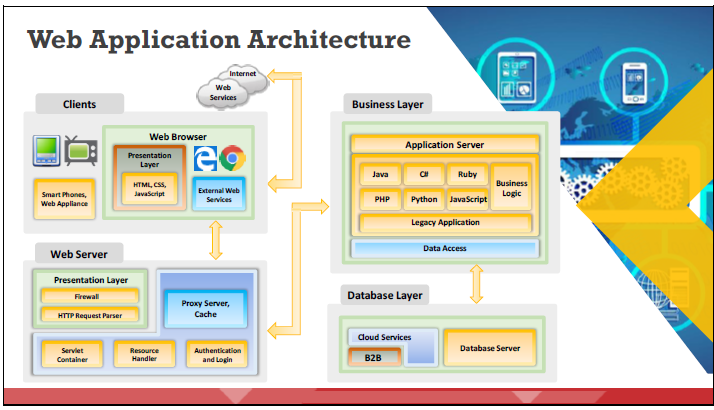 Web Application Architecture
Internet
Web
Services
Clients
Web Browser
Presentation
Layer
HTML, CSS,
JavaScript
External Web
Services
Smart Phones,
Web Appliance
Web Server
Presentation Layer
Firewall
HTTP Request Parser
Proxy Server,
Cache
Servlet
Container
Resource
Handler
Authentication
and Login
Business Layer
Application Server
Java
C#
Ruby
PHP
Python
JavaScript
Business
Logic
Legacy Application
Data Access
Database Layer
Cloud Services
B2B
Database Server